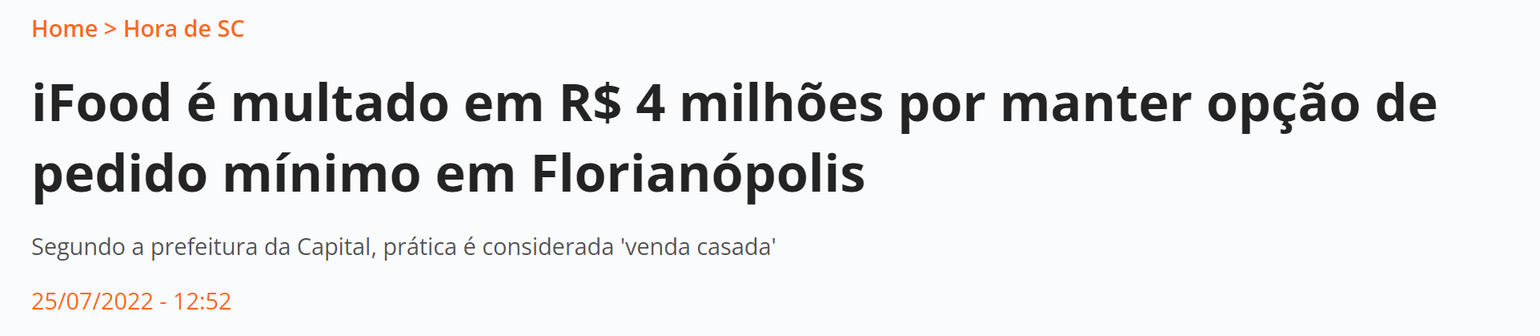 Home > Hora de SC
iFood é multado em R$ 4 milhões por manter opção de
pedido mínimo em Florianópolis
Segundo a prefeitura da Capital, prática é considerada 'venda casada'
25/07/2022 - 12:52